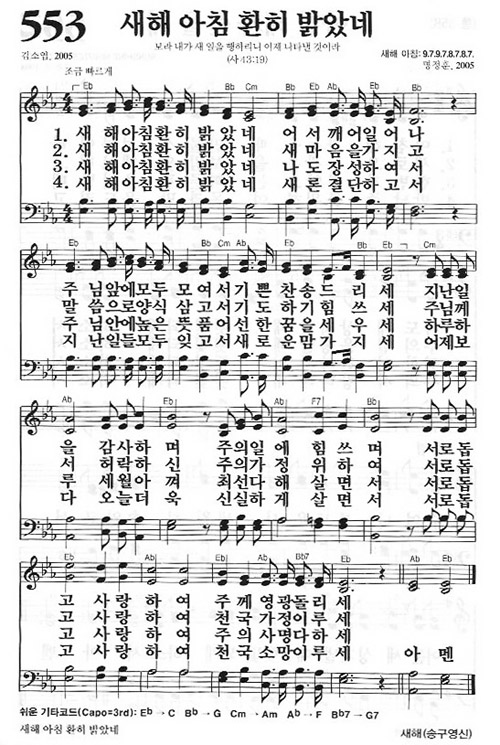 553 새해 아침 환히 밝았네
보라 내가 새 일을 행하리니 이제 나타낼 것이라
(사 43:19)
김소엽, 2005
새해 아침: 9.7.9.7.8.7.8.7.
명정훈, 2005
조금 빠르게
Eb Bb Cm Bb Eb Bb
1. 새 해아침환히 밝 았 네 어 서 깨어일 어 나
2. 새 해아침환히 밝 았 네 새 마 음을가 지 고
3. 새 해아침환히 밝 았 네 나 도 장성하 여 서
4. 새 해아침환히 밝 았 네 새 론 결단하 고 서
Eb Bb Cm Ab Eb Bb Eb Cm
주 님앞에모두 모 여 서 기 쁜 찬 송드 리 세 지난일
말 씀으로양식 삼 고 서 기 도 하 기힘 쓰 세 주님께
주 님안에높은 뜻 품 어 선 한 꿈 을세 우 세 하루하
지 난일들모두 잊 고 서 새 로 운 맘가 지 세 어제보
Ab Eb Ab F7 Bb
을 감사하 며 주의일 에 힘 쓰 며 서로돕
서 허락하 신 주의가 정 위 하 여 서로돕
루 세월아 껴 최선다 해 살 면 서 서로돕
다 오늘더 욱 신실하 게 살 면 서 서로돕
Eb Ab Eb Ab Bb7 Eb Ab Eb
고 사 랑 하 여 주 께 영 광돌 리 세
고 사 랑 하 여 천 국 가 정이 루 세
고 사 랑 하 여 주 의 사 명다 하 세
고 사 랑 하 여 천 국 소 망이 루 세 아 멘
쉬운 기타코드(Capo=3rd): Eb→C Bb→G Cm→Am Ab→F Bb7→G7
새해 아침 환히 밝았네
새해(송구영신)